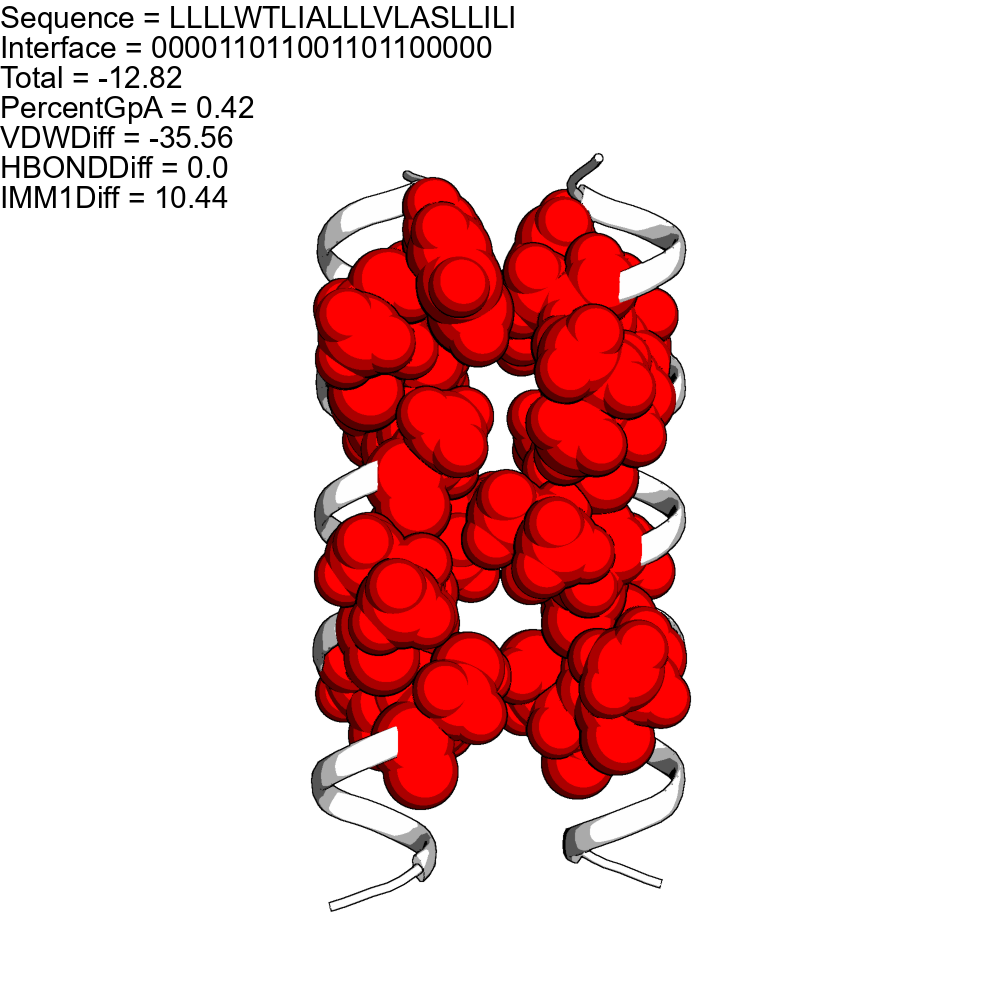 Sequence = LLLLWTLIALLLVLASLLILI
Interface = 000011011001101100000
Total = -12.82
PercentGpA = 0.42
VDWDiff = -35.56
HBONDDiff = 0.0
IMM1Diff = 10.44